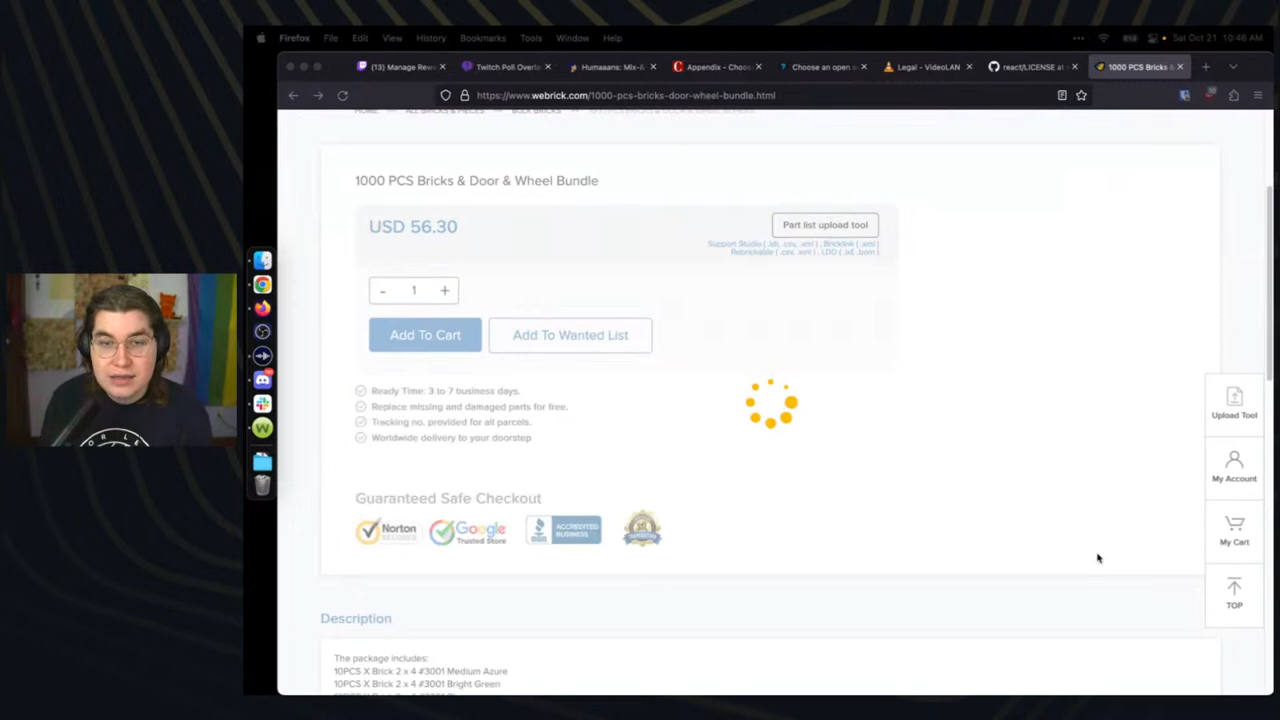 Firefox File Edit View History Bookmarks Tools Window Help
Sat Oct 21 10:46 AM
(13) Manage Rew
Twitch Poll Overla
Humaaans: Mix-&
Appendix - Choos
Choose an open s
Legal - VideoLAN
react/LICENSE at
1000 PCS Bricks &
https://www.webrick.com/1000-pcs-bricks-door-wheel-bundle.html
1000 PCS Bricks & Door & Wheel Bundle
USD 56.30
Part list upload tool
Support Studio ( .ldr, .csv, .xml ) , Bricklink ( .xml )
Rebrickable ( .csv, .xml ) , LDD ( .lxf, .bom )
- 1 +
Add To Cart
Add To Wanted List
Ready Time: 3 to 7 business days.
Replace missing and damaged parts for free.
Tracking no. provided for all parcels.
Worldwide delivery to your doorstep
Guaranteed Safe Checkout
Norton
SECURED
Google
Trusted Store
BBB
ACCREDITED
BUSINESS
Upload Tool
My Account
My Cart
TOP
Description
The package includes:
10PCS X Brick 2 x 4 #3001 Medium Azure
10PCS X Brick 2 x 4 #3001 Bright Green